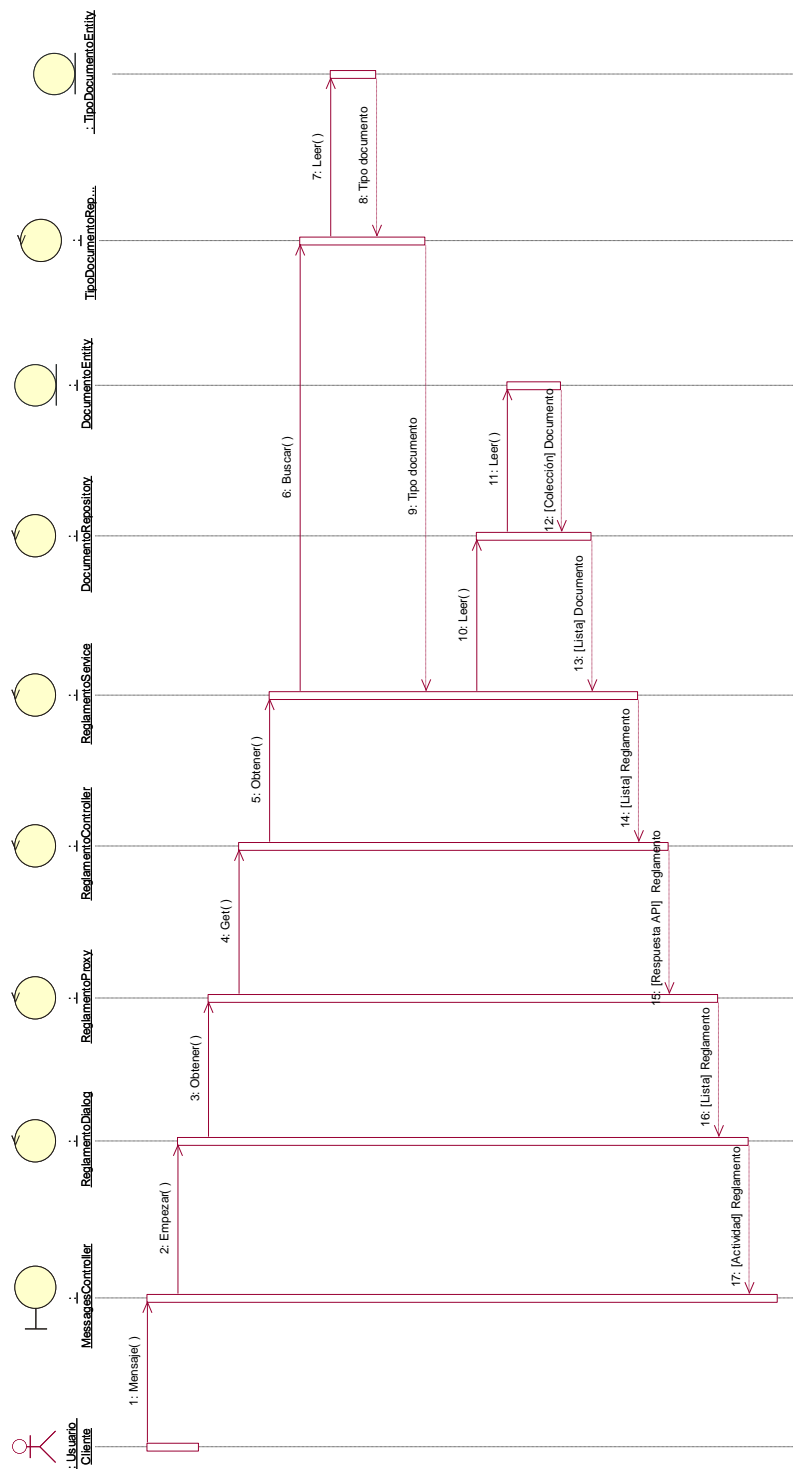 : Usuario
Cliente
:
MessagesController
:
ReglamentoDialog
:
ReglamentoProxy
:
ReglamentoController
:
ReglamentoService
:
DocumentoRepository
:
DocumentoEntity
:
TipoDocumentoRep...
: TipoDocumentoEntity
1: Mensaje( )
2: Empezar( )
3: Obtener( )
4: Get( )
5: Obtener( )
6: Buscar( )
7: Leer( )
8: Tipo documento
9: Tipo documento
10: Leer( )
11: Leer( )
12: [Colección] Documento
13: [Lista] Documento
14: [Lista] Reglamento
15: [Respuesta API] Reglamento
16: [Lista] Reglamento
17: [Actividad] Reglamento